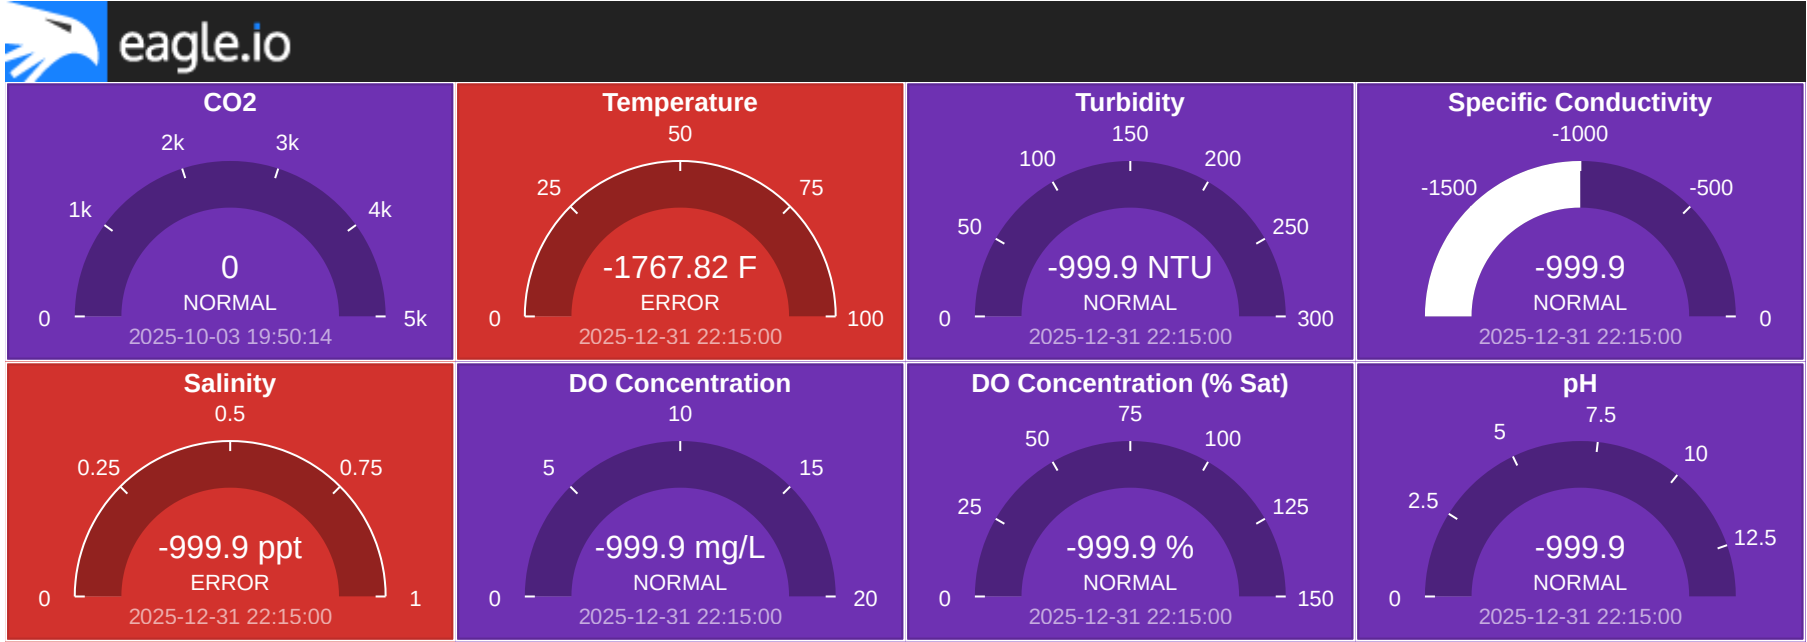 eagle.io
CO2
2k 3k
1k 4k
0
NORMAL
0 5k
2025-10-03 19:50:14
Temperature
50
25 75
-1767.82 F
ERROR
0 100
2025-12-31 22:15:00
Turbidity
150
100 200
50 250
-999.9 NTU
NORMAL
0 300
2025-12-31 22:15:00
Specific Conductivity
-1000
-1500 -500
-999.9
NORMAL
0
2025-12-31 22:15:00
Salinity
0.5
0.25 0.75
-999.9 ppt
ERROR
0 1
2025-12-31 22:15:00
DO Concentration
10
5 15
-999.9 mg/L
NORMAL
0 20
2025-12-31 22:15:00
DO Concentration (% Sat)
75
50 100
25 125
-999.9 %
NORMAL
0 150
2025-12-31 22:15:00
pH
7.5
5 10
2.5 12.5
-999.9
NORMAL
0
2025-12-31 22:15:00